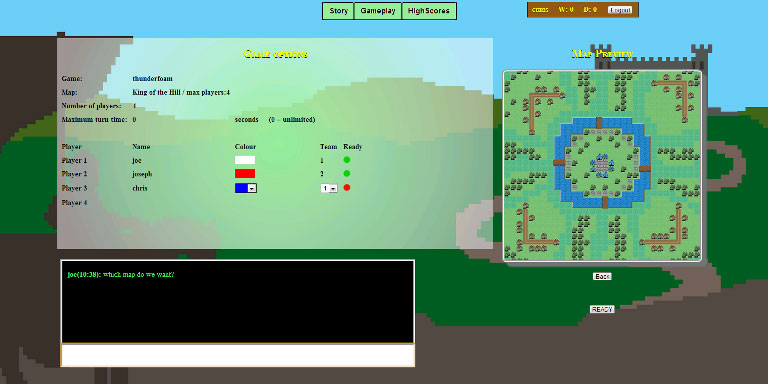 Story Gameplay HighScores
chris W: 0 D: 0 Logout
Game options
Map Preview
Game: thunderfoam
Map: King of the Hill / max players:4
Number of players: 4
Maximum turn time: 0 seconds (0 = unlimited)
Player Name Colour Team Ready
Player 1 joe 1
Player 2 joseph 2
Player 3 chris 1
Player 4
joe(10:38): which map do we want?
Back
READY